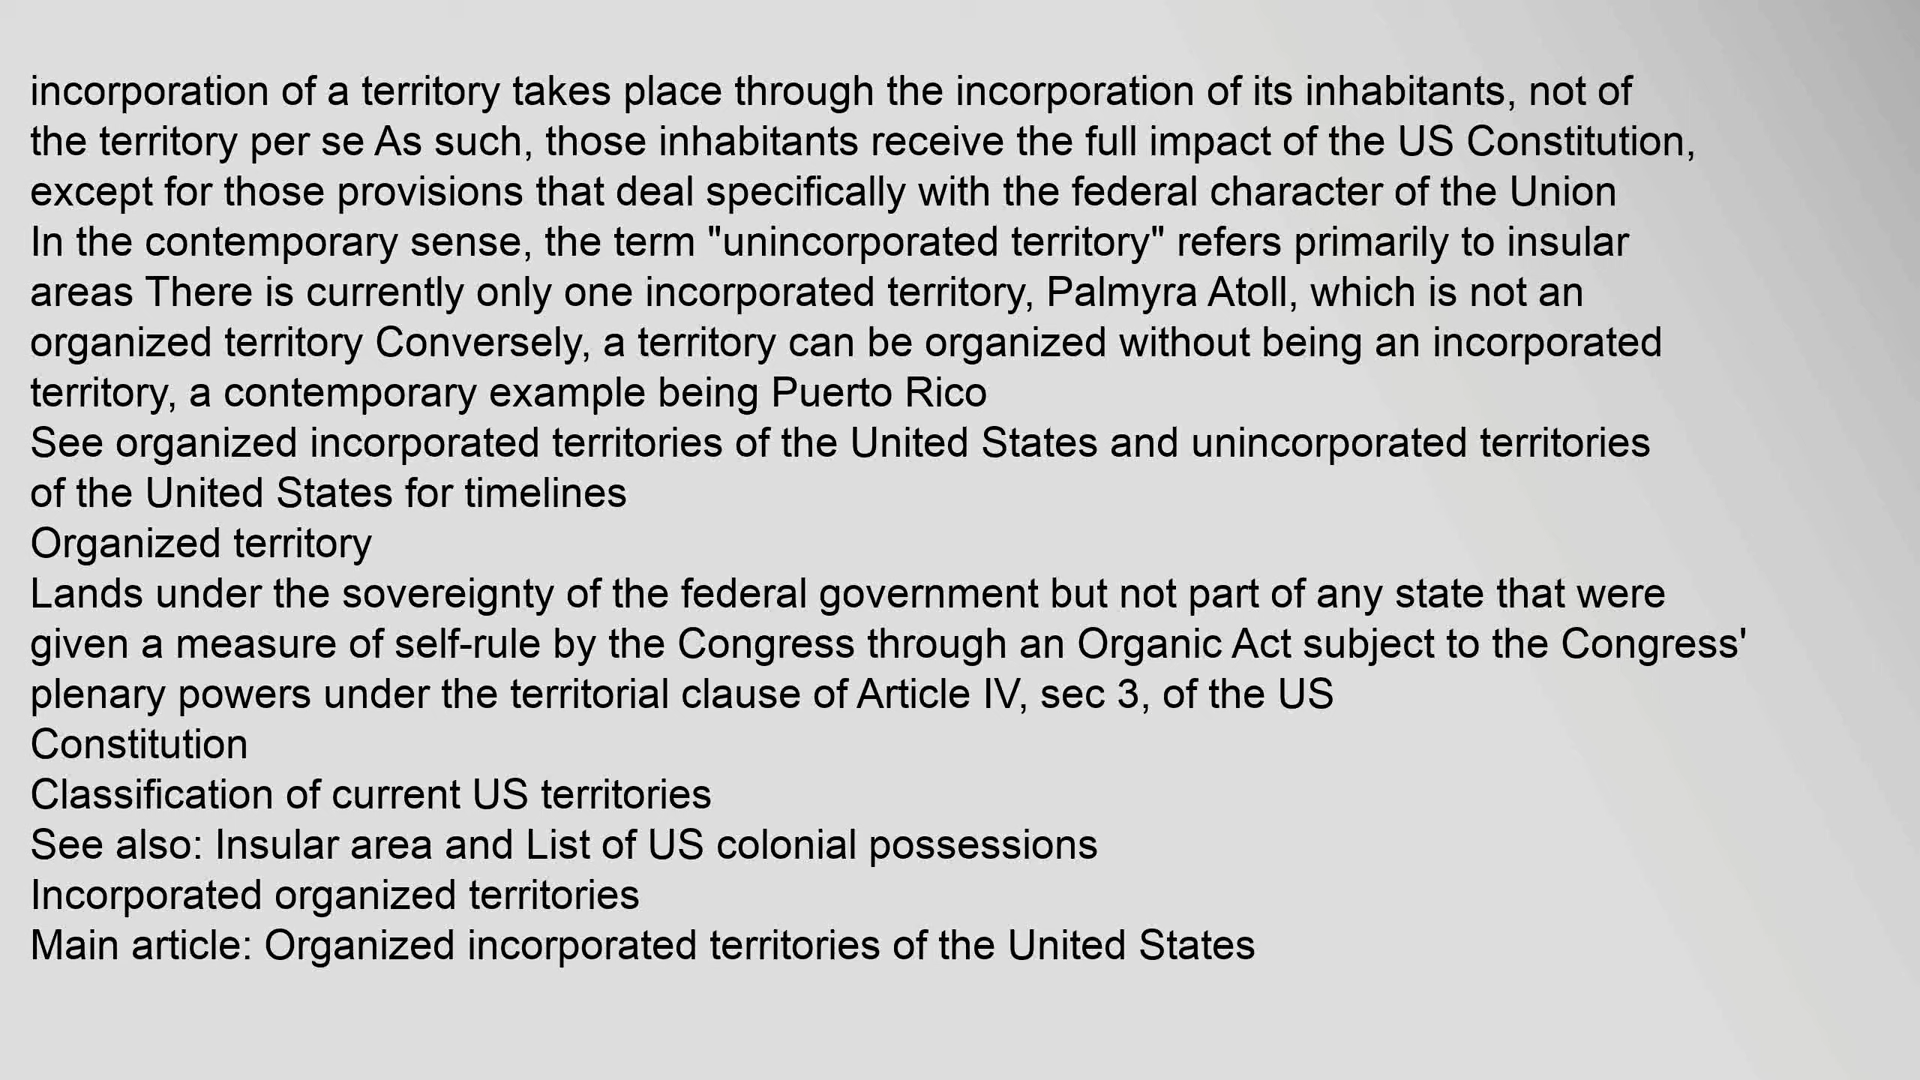 incorporation of a territory takes place through the incorporation of its inhabitants, not of
the territory per se As such, those inhabitants receive the full impact of the US Constitution,
except for those provisions that deal specifically with the federal character of the Union
In the contemporary sense, the term "unincorporated territory" refers primarily to insular
areas There is currently only one incorporated territory, Palmyra Atoll, which is not an
organized territory Conversely, a territory can be organized without being an incorporated
territory, a contemporary example being Puerto Rico
See organized incorporated territories of the United States and unincorporated territories
of the United States for timelines
Organized territory
Lands under the sovereignty of the federal government but not part of any state that were
given a measure of self-rule by the Congress through an Organic Act subject to the Congress'
plenary powers under the territorial clause of Article IV, sec 3, of the US
Constitution
Classification of current US territories
See also: Insular area and List of US colonial possessions
Incorporated organized territories
Main article: Organized incorporated territories of the United States